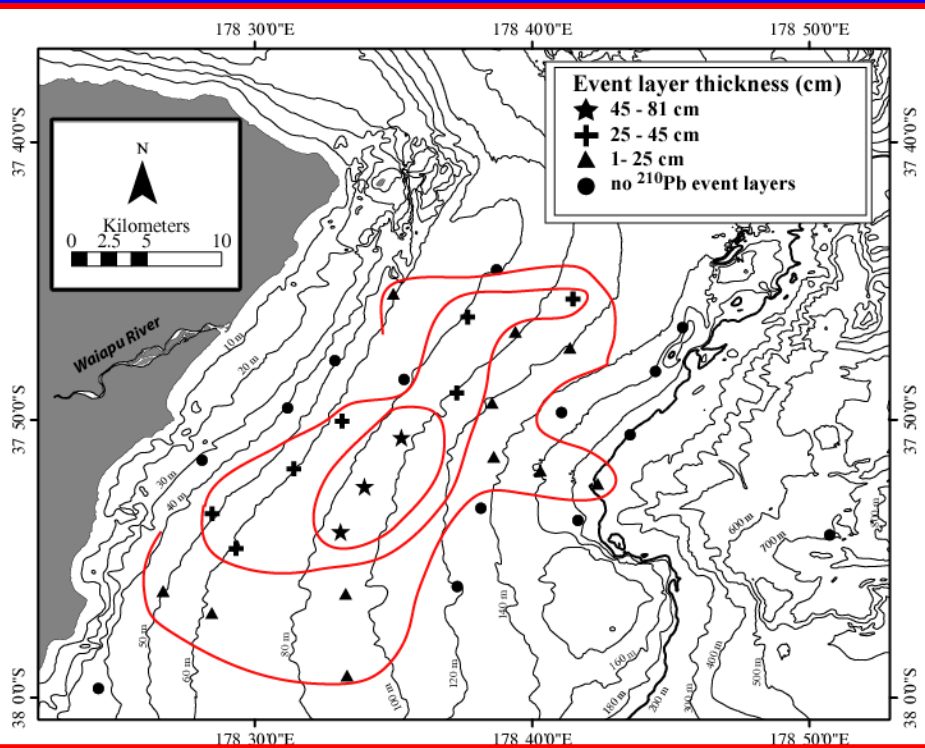 178 30'0"E
178 40'0"E
178 50'0"E
Event layer thickness (cm)
45 - 81 cm
25 - 45 cm
1- 25 cm
no ²¹⁰Pb event layers
37 40'0"S
37 40'0"S
N
Kilometers
0 2.5 5 10
Waiapu River
10 m
20 m
37 50'0"S
37 50'0"S
30 m
40 m
600 m
700 m
50 m
60 m
80 m
100 m
120 m
140 m
160 m
180 m
200 m
300 m
400 m
500 m
38 0'0"S
38 0'0"S
178 30'0"E
178 40'0"E
178 50'0"E